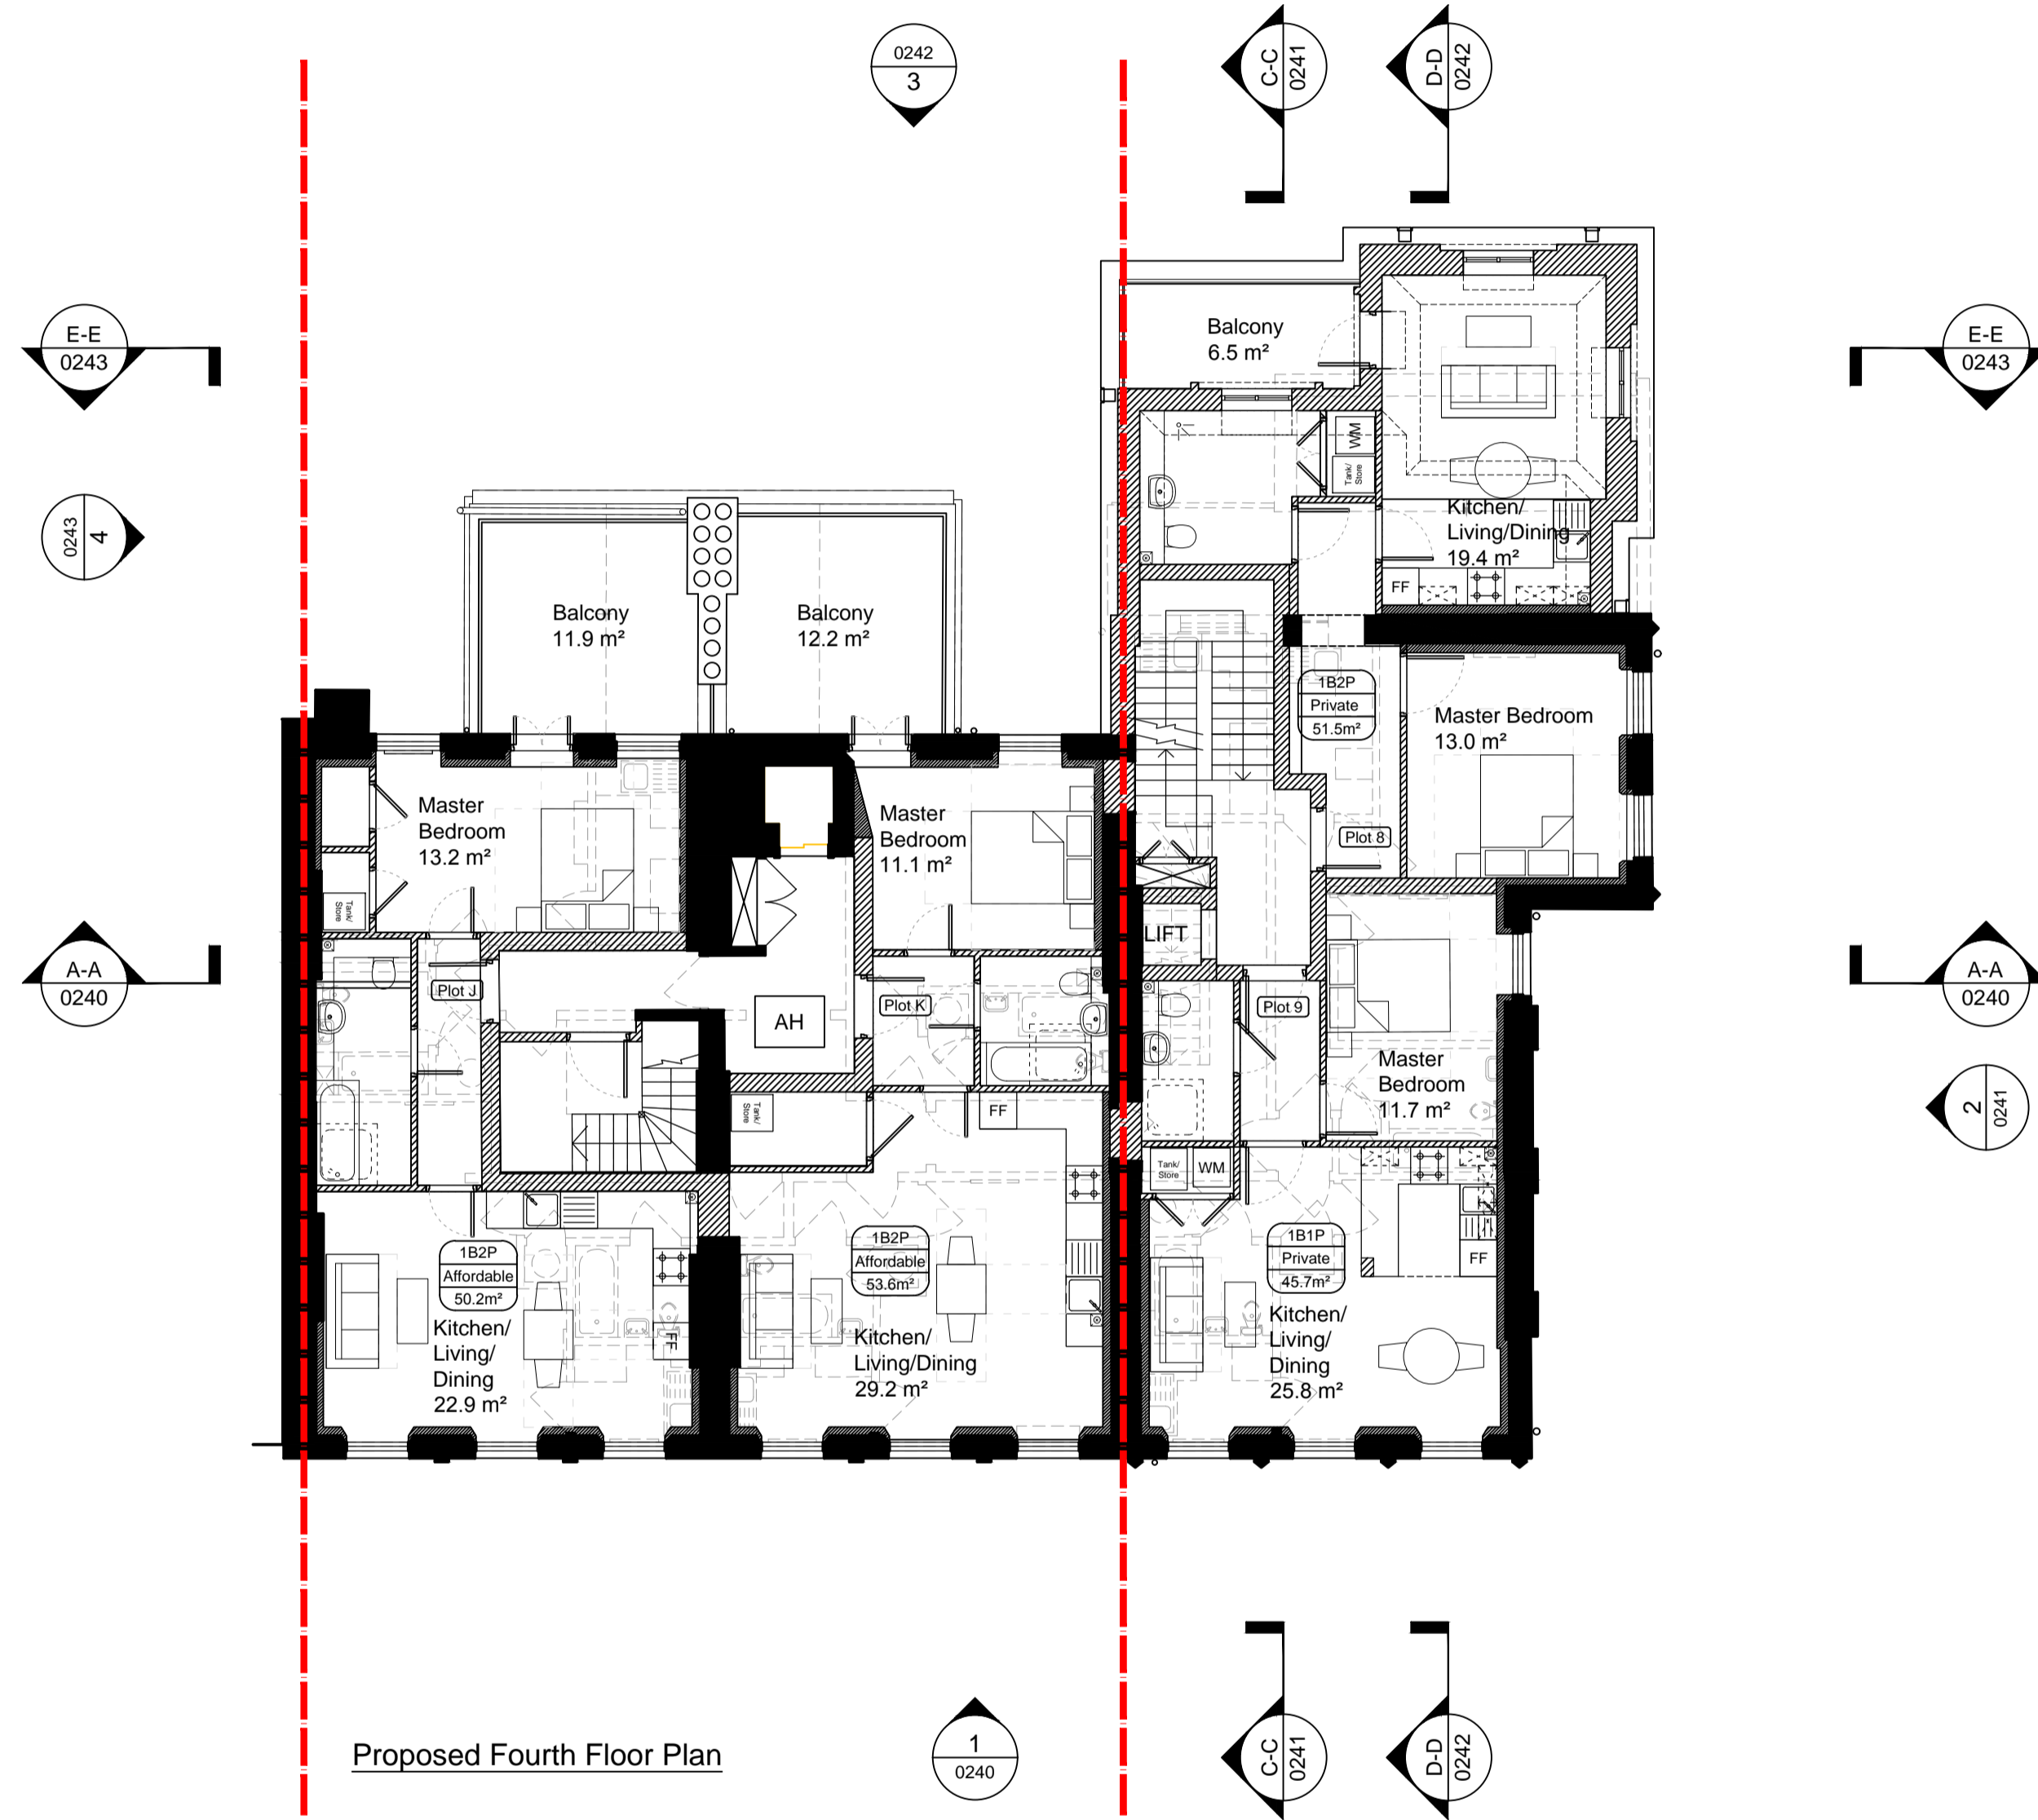 0242
3
C-C
0241
D-D
0242
E-E
0243
E-E
0243
Balcony
6.5 m²
WM
Tank/
Store
Kitchen/
Living/Dining
19.4 m²
FF
0243
4
Balcony
11.9 m²
Balcony
12.2 m²
1B2P
Private
51.5m²
Master Bedroom
13.0 m²
Master
Bedroom
13.2 m²
Master
Bedroom
11.1 m²
Plot 8
Tank/
Store
LIFT
A-A
0240
A-A
0240
Plot J
Plot K
Plot 9
AH
Master
Bedroom
11.7 m²
2
0241
Tank/
Store
FF
Tank/
Store
WM
1B2P
Affordable
50.2m²
1B2P
Affordable
53.6m²
1B1P
Private
45.7m²
FF
FF
Kitchen/
Living/
Dining
22.9 m²
Kitchen/
Living/Dining
29.2 m²
Kitchen/
Living/
Dining
25.8 m²
Proposed Fourth Floor Plan
1
0240
C-C
0241
D-D
0242